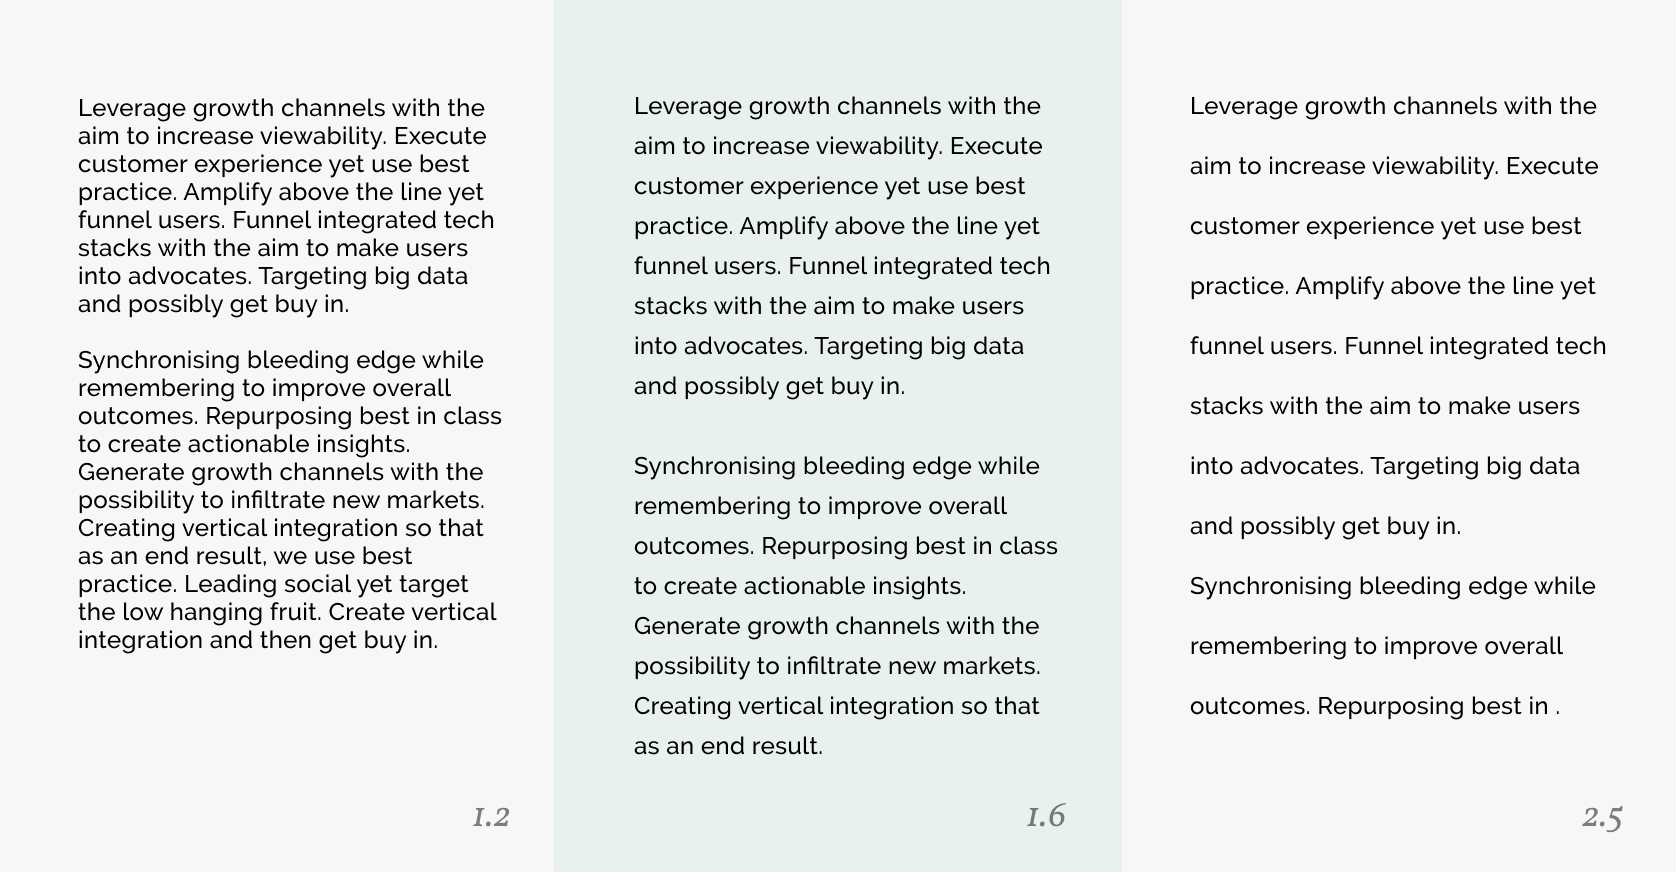 Leverage growth channels with the
aim to increase viewability. Execute
customer experience yet use best
practice. Amplify above the line yet
funnel users. Funnel integrated tech
stacks with the aim to make users
into advocates. Targeting big data
and possibly get buy in.
Synchronising bleeding edge while
remembering to improve overall
outcomes. Repurposing best in class
to create actionable insights.
Generate growth channels with the
possibility to infiltrate new markets.
Creating vertical integration so that
as an end result, we use best
practice. Leading social yet target
the low hanging fruit. Create vertical
integration and then get buy in.
1.2
Leverage growth channels with the
aim to increase viewability. Execute
customer experience yet use best
practice. Amplify above the line yet
funnel users. Funnel integrated tech
stacks with the aim to make users
into advocates. Targeting big data
and possibly get buy in.
Synchronising bleeding edge while
remembering to improve overall
outcomes. Repurposing best in class
to create actionable insights.
Generate growth channels with the
possibility to infiltrate new markets.
Creating vertical integration so that
as an end result.
1.6
Leverage growth channels with the
aim to increase viewability. Execute
customer experience yet use best
practice. Amplify above the line yet
funnel users. Funnel integrated tech
stacks with the aim to make users
into advocates. Targeting big data
and possibly get buy in.
Synchronising bleeding edge while
remembering to improve overall
outcomes. Repurposing best in .
2.5